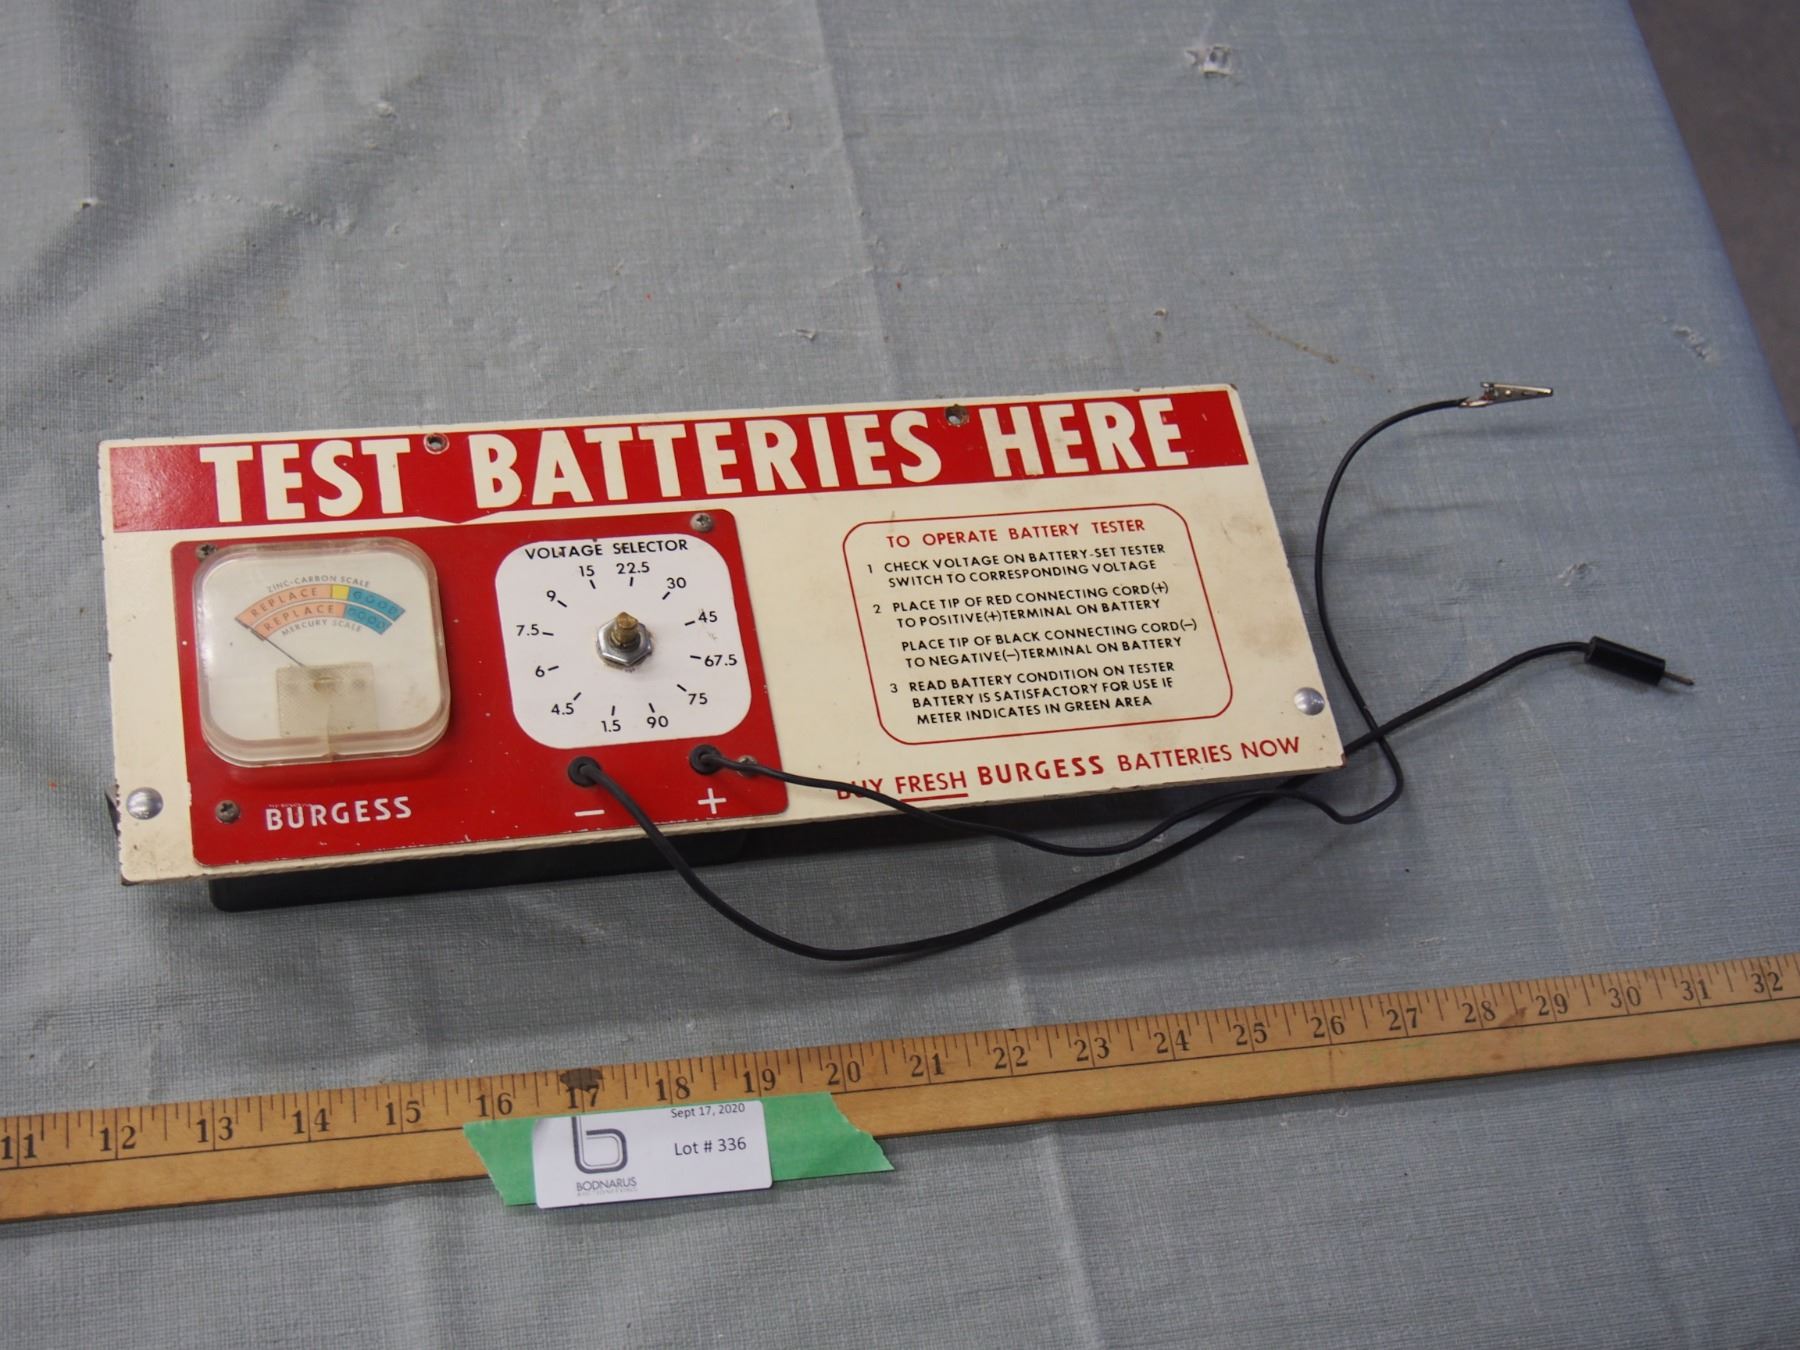 TEST BATTERIES HERE
ZINC-CARBON SCALE
REPLACE GOOD
REPLACE GOOD
MERCURY SCALE
BURGESS
VOLTAGE SELECTOR
15 22.5
9 30
7.5 45
6 67.5
4.5 75
1.5 90
− +
TO OPERATE BATTERY TESTER
1 CHECK VOLTAGE ON BATTERY-SET TESTER
SWITCH TO CORRESPONDING VOLTAGE
2 PLACE TIP OF RED CONNECTING CORD(+)
TO POSITIVE(+)TERMINAL ON BATTERY
PLACE TIP OF BLACK CONNECTING CORD(−)
TO NEGATIVE(−)TERMINAL ON BATTERY
3 READ BATTERY CONDITION ON TESTER
BATTERY IS SATISFACTORY FOR USE IF
METER INDICATES IN GREEN AREA
BUY FRESH BURGESS BATTERIES NOW
11 12 13 14 15 16 17 18 19 20 21 22 23 24 25 26 27 28 29 30 31 32
Sept 17, 2020
Lot # 336
b
BODNARUS